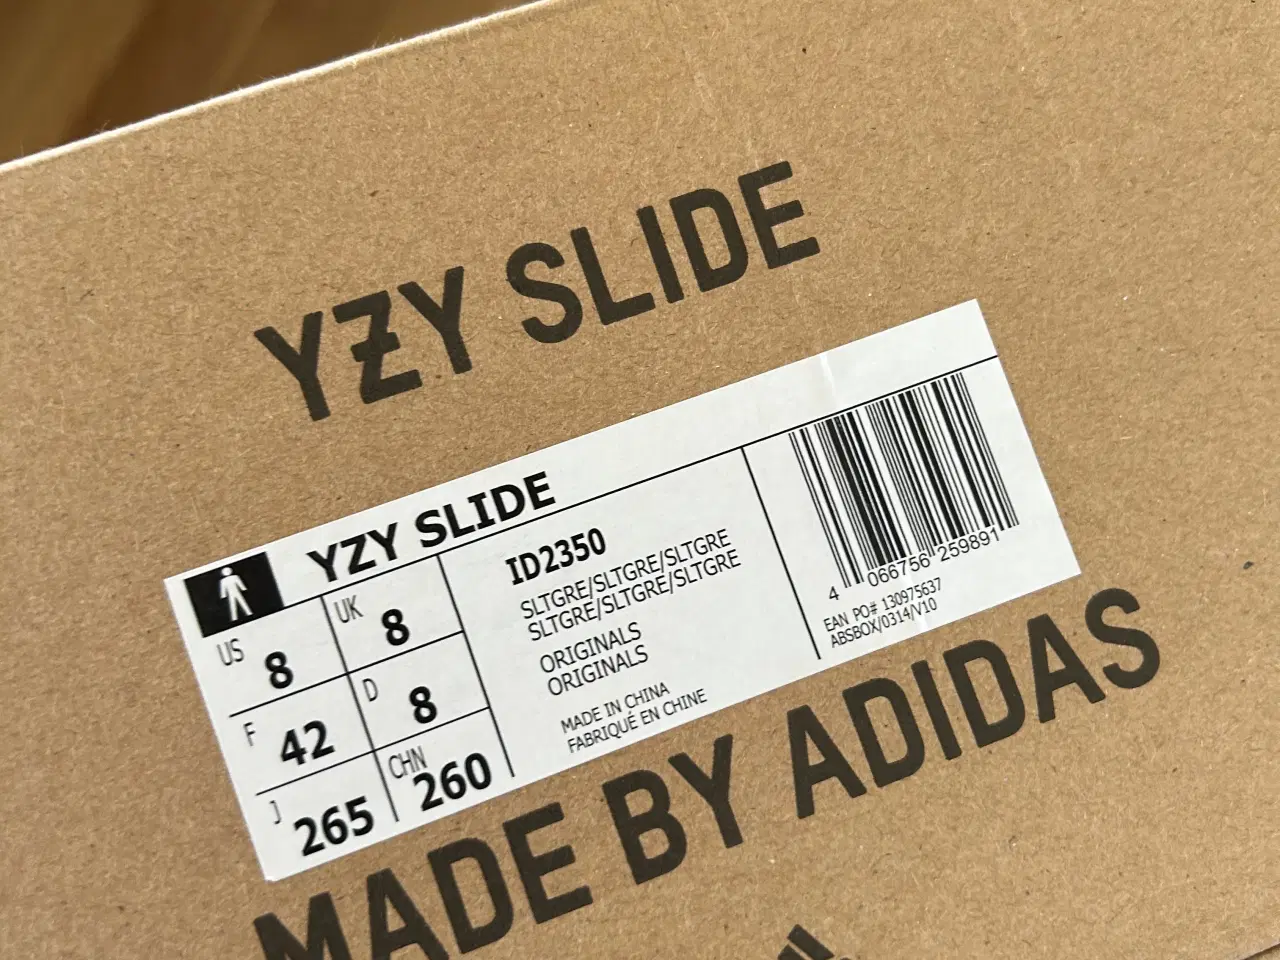 YZY SLIDE
YZY SLIDE
US 8
UK 8
F 42
D 8
J 265
CHN 260
ID2350
SLTGRE/SLTGRE/SLTGRE
SLTGRE/SLTGRE/SLTGRE
ORIGINALS
ORIGINALS
MADE IN CHINA
FABRIQUÉ EN CHINE
4 066756 259891
EAN PO# 130975637
ABSBOX/0314/V10
MADE BY ADIDAS